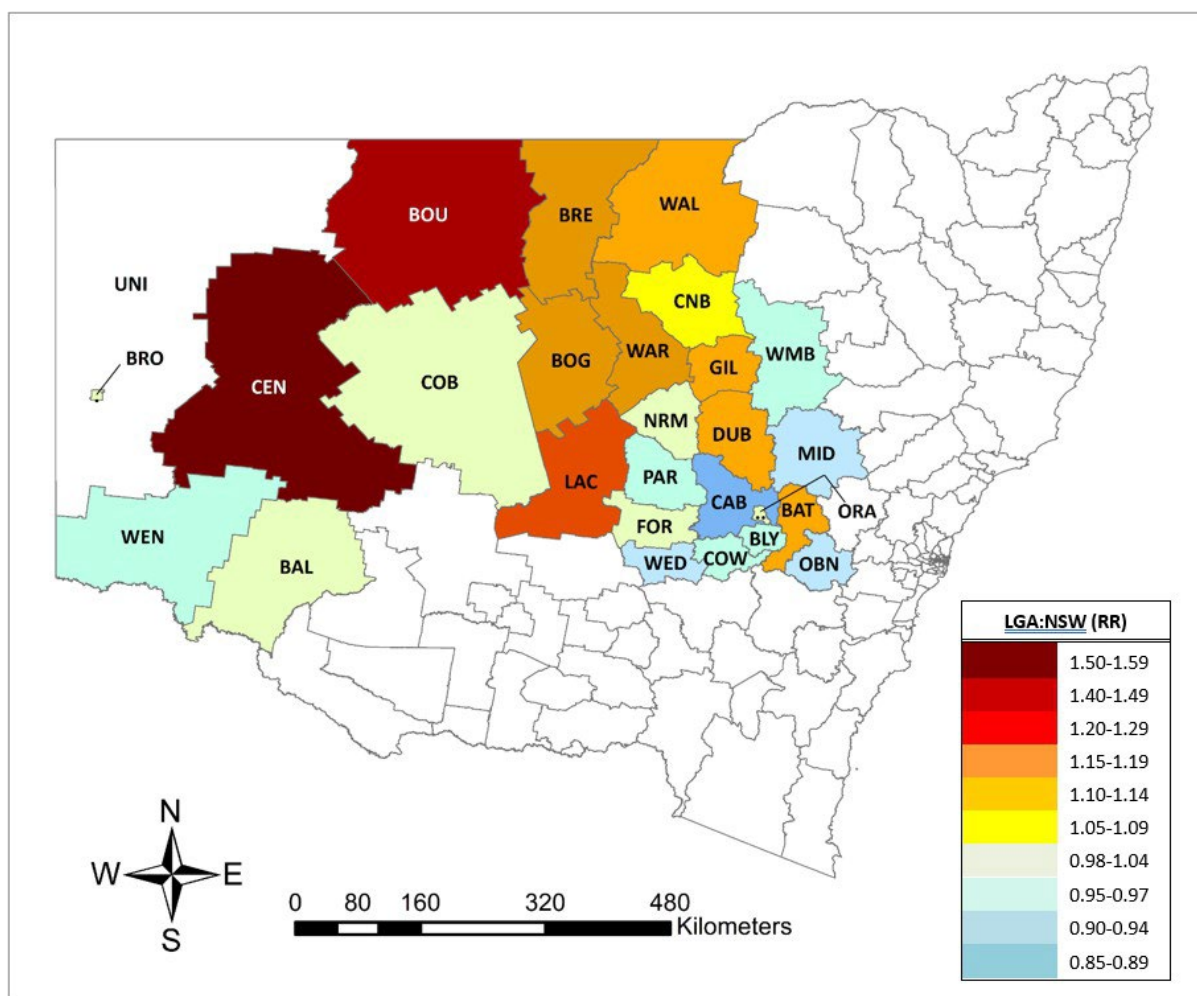 BOU
BRE
WAL
UNI
CNB
BRO
CEN
COB
BOG
WAR
GIL
WMB
NRM
DUB
MID
LAC
PAR
CAB
BAT
ORA
WEN
BAL
FOR
BLY
WED
COW
OBN
LGA:NSW (RR)
1.50-1.59
1.40-1.49
1.20-1.29
1.15-1.19
1.10-1.14
1.05-1.09
0.98-1.04
0.95-0.97
0.90-0.94
0.85-0.89
N
W
E
S
0 80 160 320 480
Kilometers